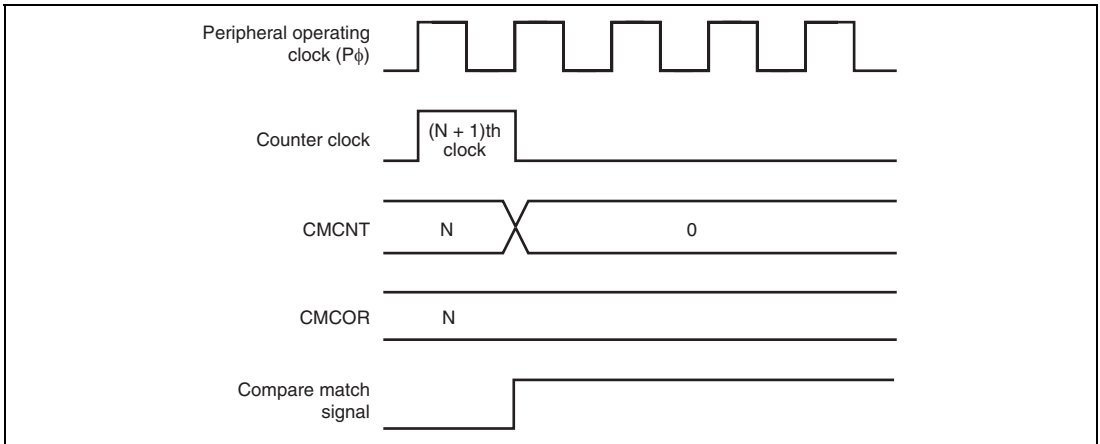 Peripheral operating
clock (Pϕ)
Counter clock
(N + 1)th
clock
CMCNT
N
0
CMCOR
N
Compare match
signal